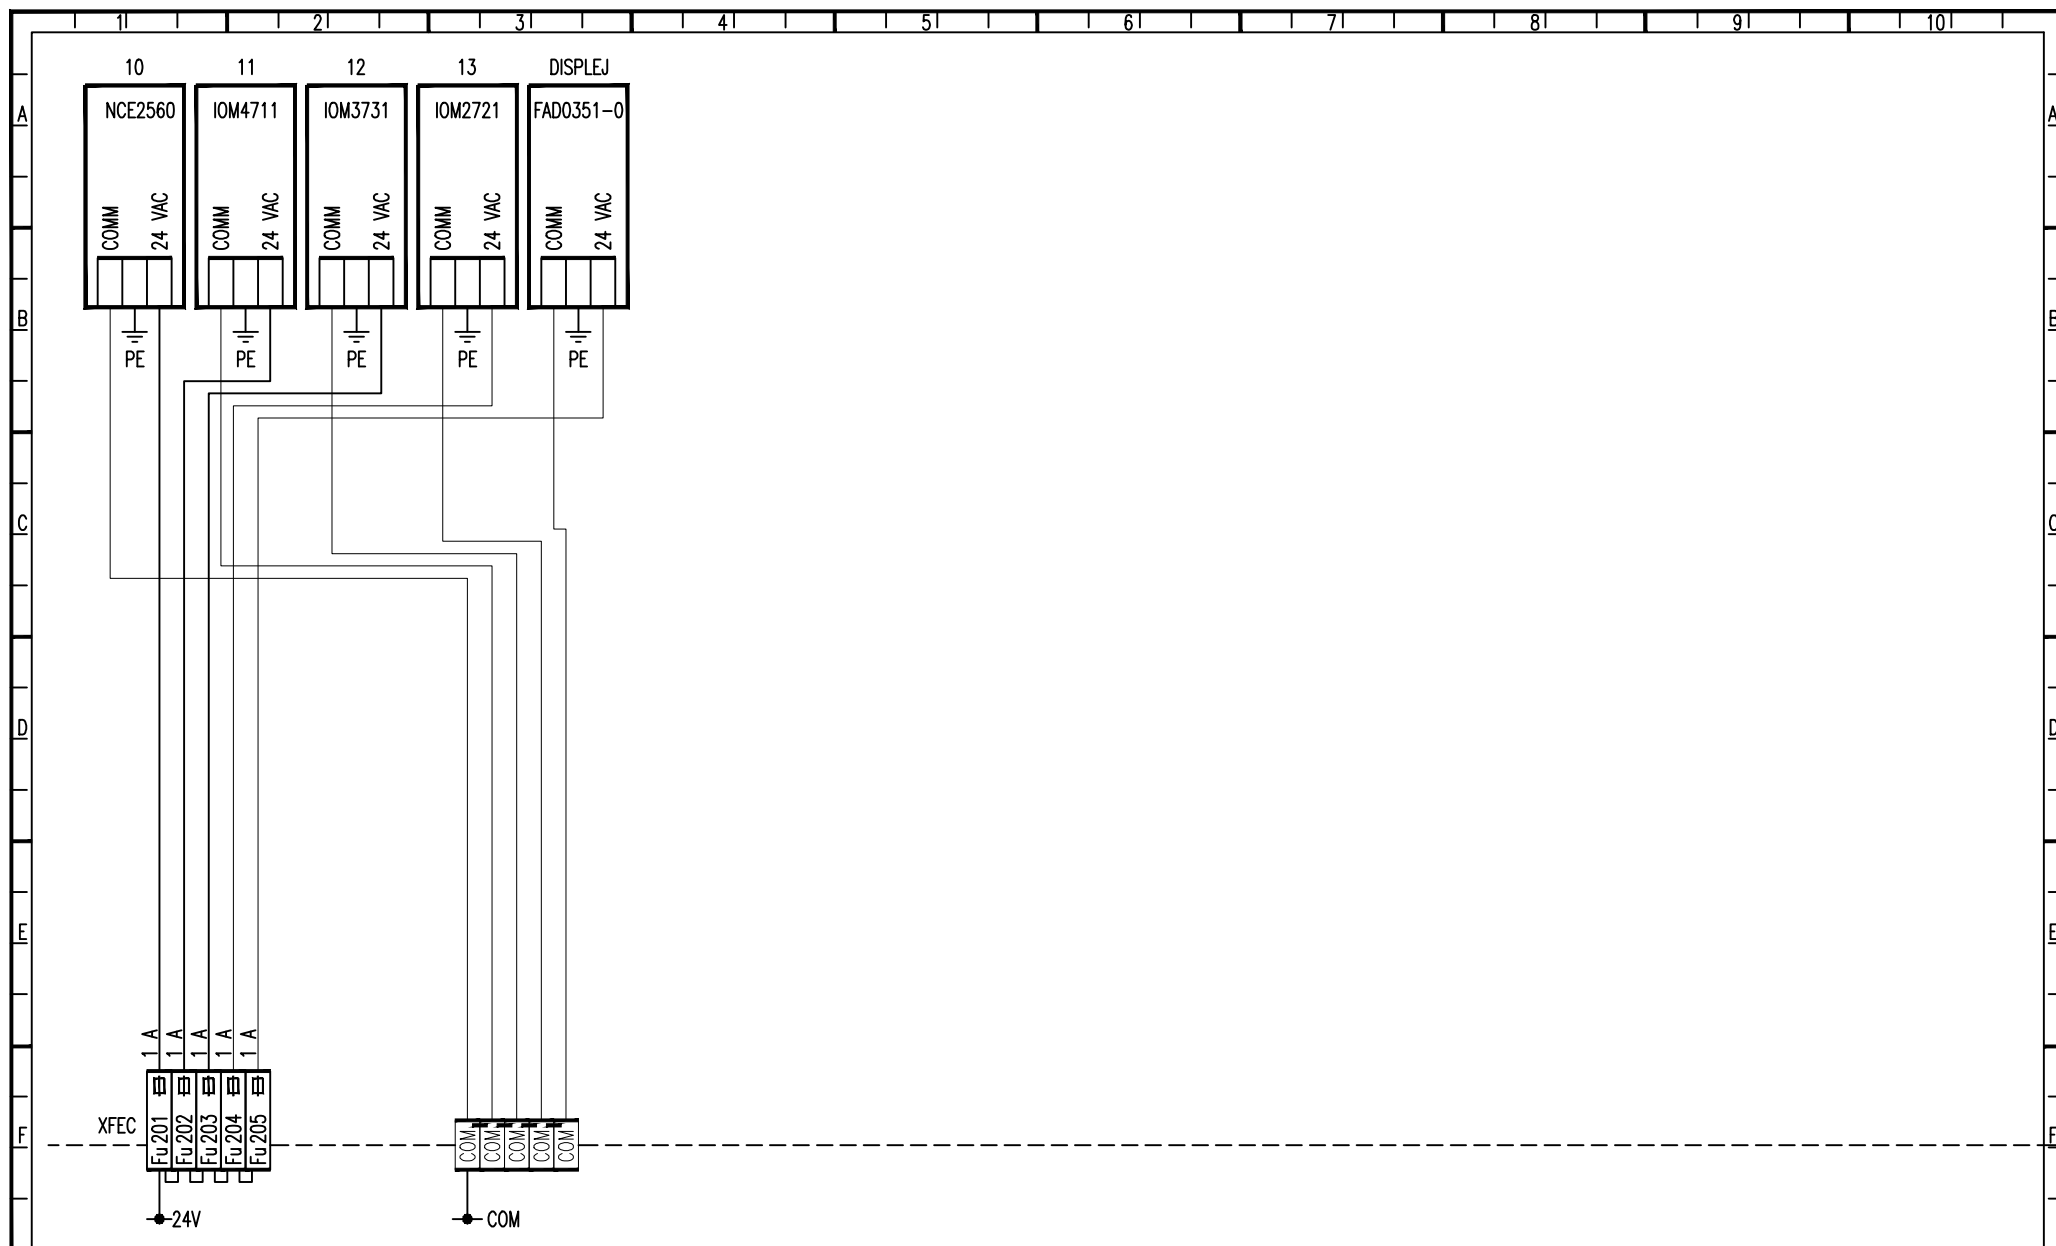 1 2 3 4 5 6 7 8 9 10
10 11 12 13 DISPLEJ
A NCE2560 IOM4711 IOM3731 IOM2721 FAD0351-0 A
COMM 24 VAC COMM 24 VAC COMM 24 VAC COMM 24 VAC COMM 24 VAC
B B
PE PE PE PE PE
C C
D D
E E
1 A 1 A 1 A 1 A 1 A
XFEC
F Fu201 Fu202 Fu203 Fu204 Fu205 COM COM COM COM COM F
24V COM